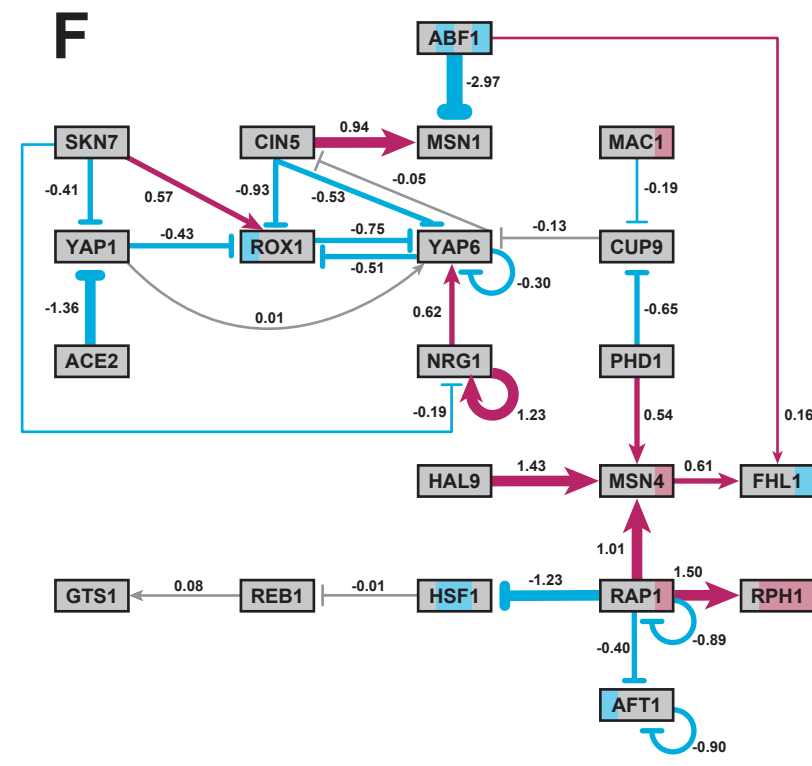 F
ABF1
-2.97
SKN7
CIN5
0.94
MSN1
MAC1
-0.41
0.57
-0.93
-0.53
-0.05
-0.19
YAP1
-0.43
ROX1
-0.75
-0.51
YAP6
-0.13
CUP9
-0.30
-1.36
0.01
0.62
-0.65
ACE2
NRG1
PHD1
-0.19
1.23
0.54
0.16
HAL9
1.43
MSN4
0.61
FHL1
1.01
GTS1
0.08
REB1
-0.01
HSF1
-1.23
RAP1
1.50
RPH1
-0.89
-0.40
AFT1
-0.90